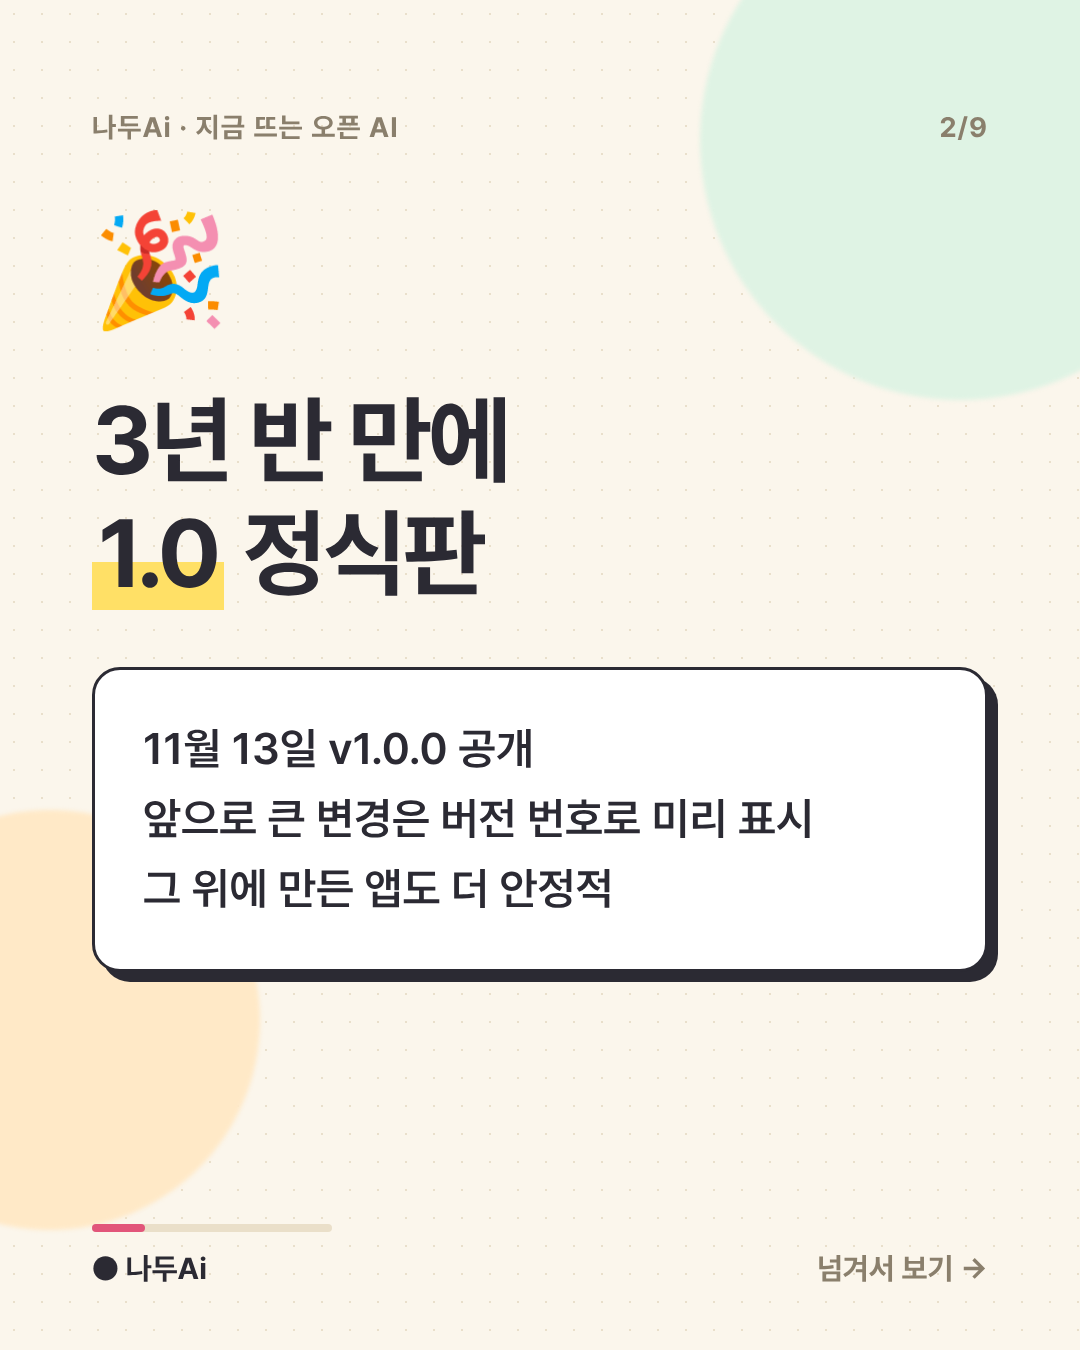 나두Ai · 지금 뜨는 오픈 AI
2/9
3년 반 만에
1.0 정식판
11월 13일 v1.0.0 공개
앞으로 큰 변경은 버전 번호로 미리 표시
그 위에 만든 앱도 더 안정적
나두Ai
넘겨서 보기 →